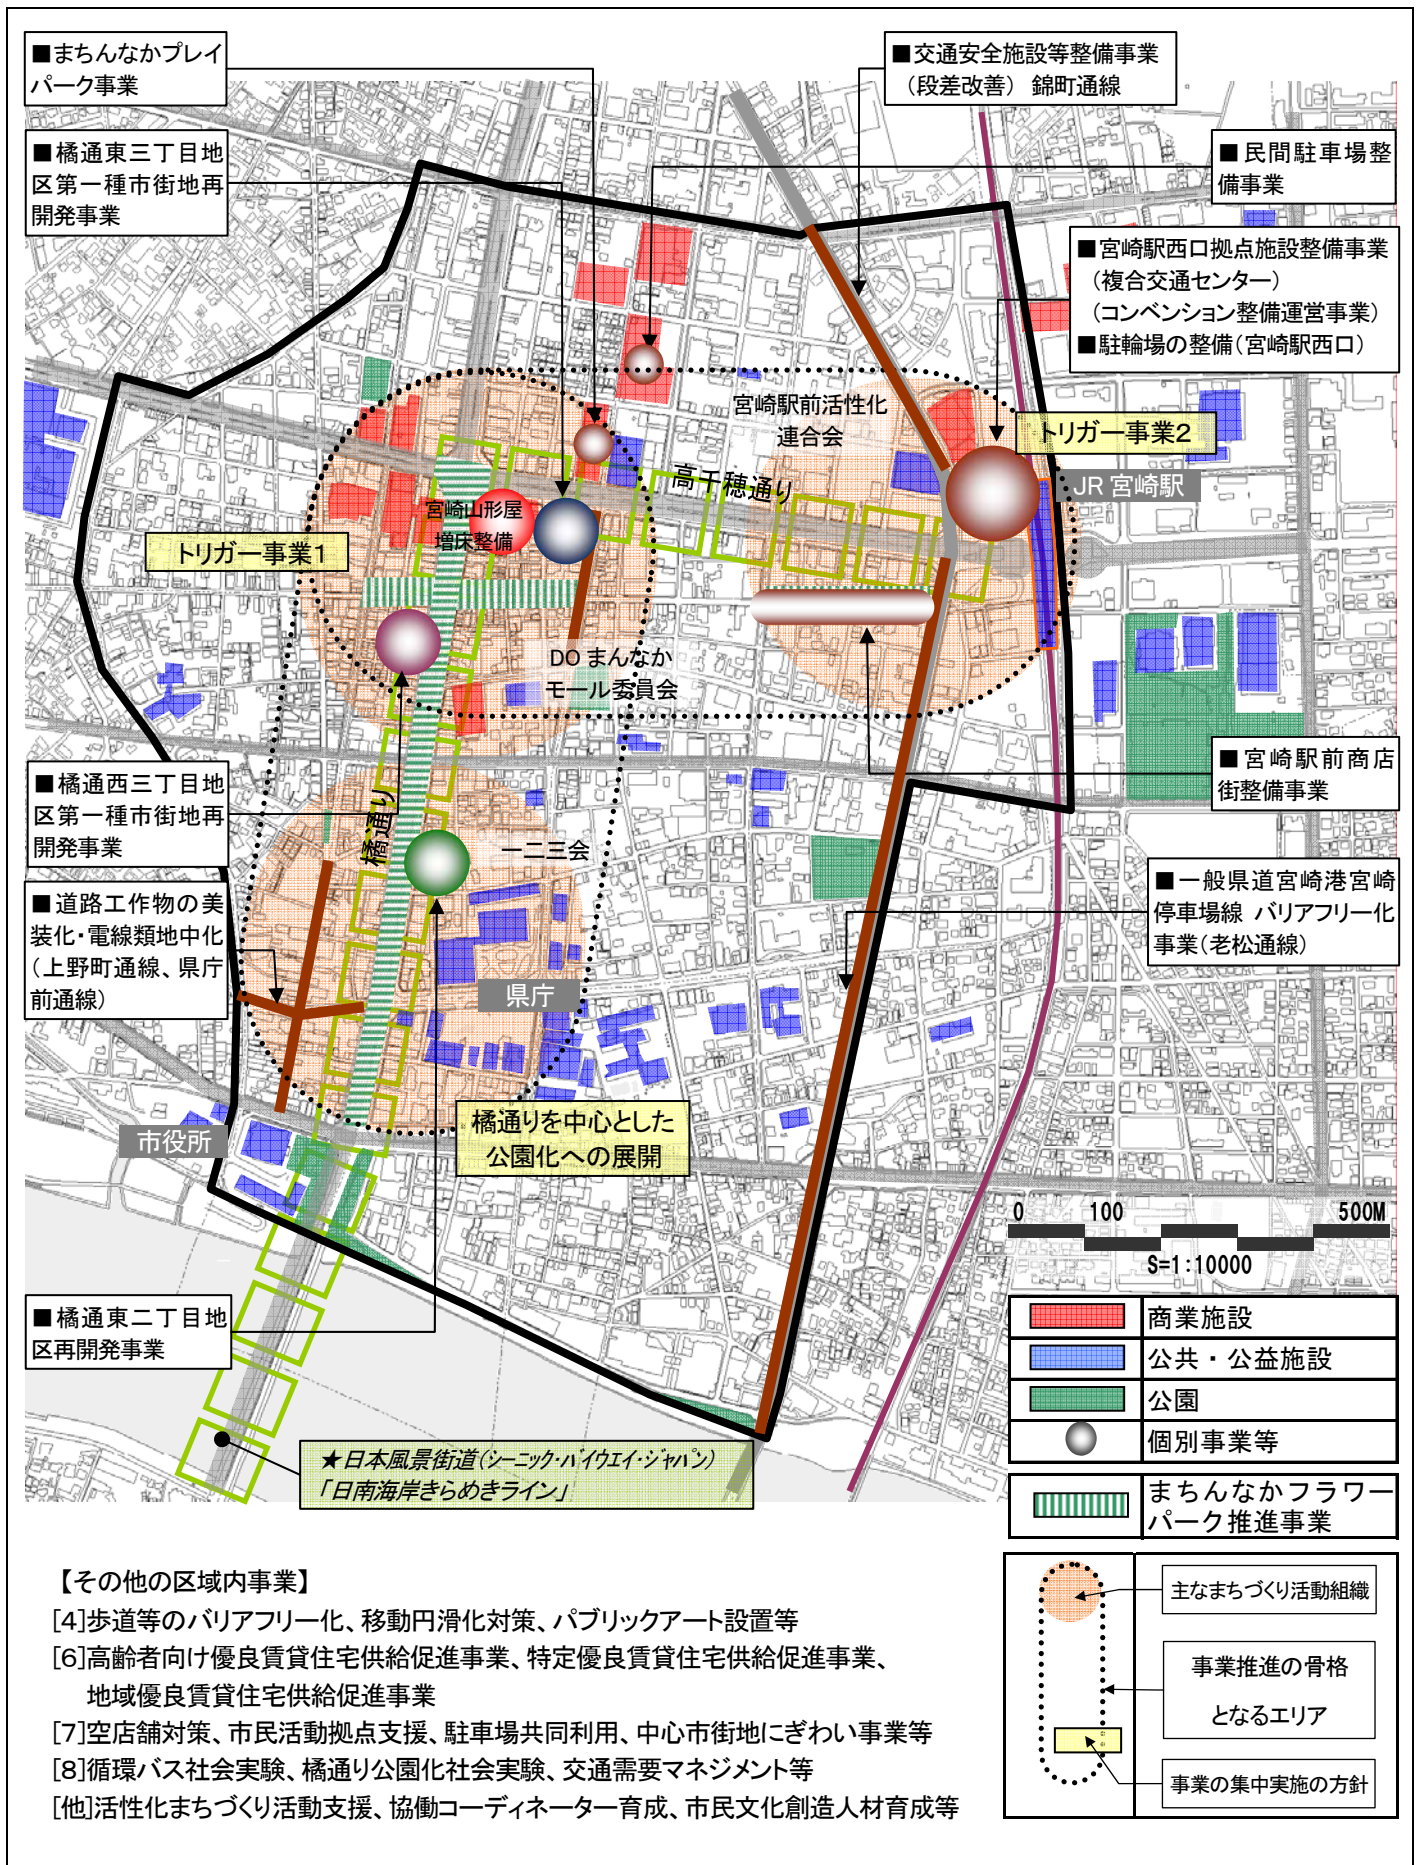 ■まちんなかプレイ
パーク事業
■交通安全施設等整備事業
（段差改善） 錦町通線
■橘通東三丁目地
区第一種市街地再
開発事業
■民間駐車場整
備事業
■宮崎駅西口拠点施設整備事業
（複合交通センター）
（コンベンション整備運営事業）
■駐輪場の整備（宮崎駅西口）
宮崎駅前活性化
連合会
トリガー事業２
高千穂通り
JR 宮崎駅
宮崎山形屋
増床整備
トリガー事業１
DO まんなか
モール委員会
■橘通西三丁目地
区第一種市街地再
開発事業
■宮崎駅前商店
街整備事業
橘通り
一二三会
■道路工作物の美
装化・電線類地中化
（上野町通線、県庁
前通線）
■一般県道宮崎港宮崎
停車場線 バリアフリー化
事業（老松通線）
県庁
市役所
橘通りを中心とした
公園化への展開
0 100 500M
S=1:10000
■橘通東二丁目地
区再開発事業
商業施設
公共・公益施設
公園
個別事業等
★日本風景街道（シーニック・バイウエイ・ジャパン）
「日南海岸きらめきライン」
まちんなかフラワー
パーク推進事業
【その他の区域内事業】
[4]歩道等のバリアフリー化、移動円滑化対策、パブリックアート設置等
[6]高齢者向け優良賃貸住宅供給促進事業、特定優良賃貸住宅供給促進事業、
地域優良賃貸住宅供給促進事業
[7]空店舗対策、市民活動拠点支援、駐車場共同利用、中心市街地にぎわい事業等
[8]循環バス社会実験、橘通り公園化社会実験、交通需要マネジメント等
[他]活性化まちづくり活動支援、協働コーディネーター育成、市民文化創造人材育成等
主なまちづくり活動組織
事業推進の骨格
となるエリア
事業の集中実施の方針